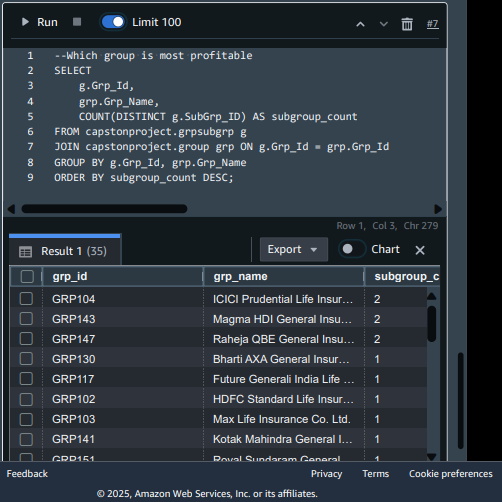 Run Limit 100 #7
1 --Which group is most profitable
2 SELECT
3 g.Grp_Id,
4 grp.Grp_Name,
5 COUNT(DISTINCT g.SubGrp_ID) AS subgroup_count
6 FROM capstonproject.grpsubgrp g
7 JOIN capstonproject.group grp ON g.Grp_Id = grp.Grp_Id
8 GROUP BY g.Grp_Id, grp.Grp_Name
9 ORDER BY subgroup_count DESC;
Row 1, Col 3, Chr 279
Result 1 (35) Export Chart
grp_id grp_name subgroup_c
GRP104 ICICI Prudential Life Insur... 2
GRP143 Magma HDI General Insu... 2
GRP147 Raheja QBE General Insur... 2
GRP130 Bharti AXA General Insur... 1
GRP117 Future Generali India Life ... 1
GRP102 HDFC Standard Life Insur... 1
GRP103 Max Life Insurance Co. Ltd. 1
GRP141 Kotak Mahindra General I... 1
GRP151 Royal Sundaram General 1
Feedback Privacy Terms Cookie preferences
© 2025, Amazon Web Services, Inc. or its affiliates.